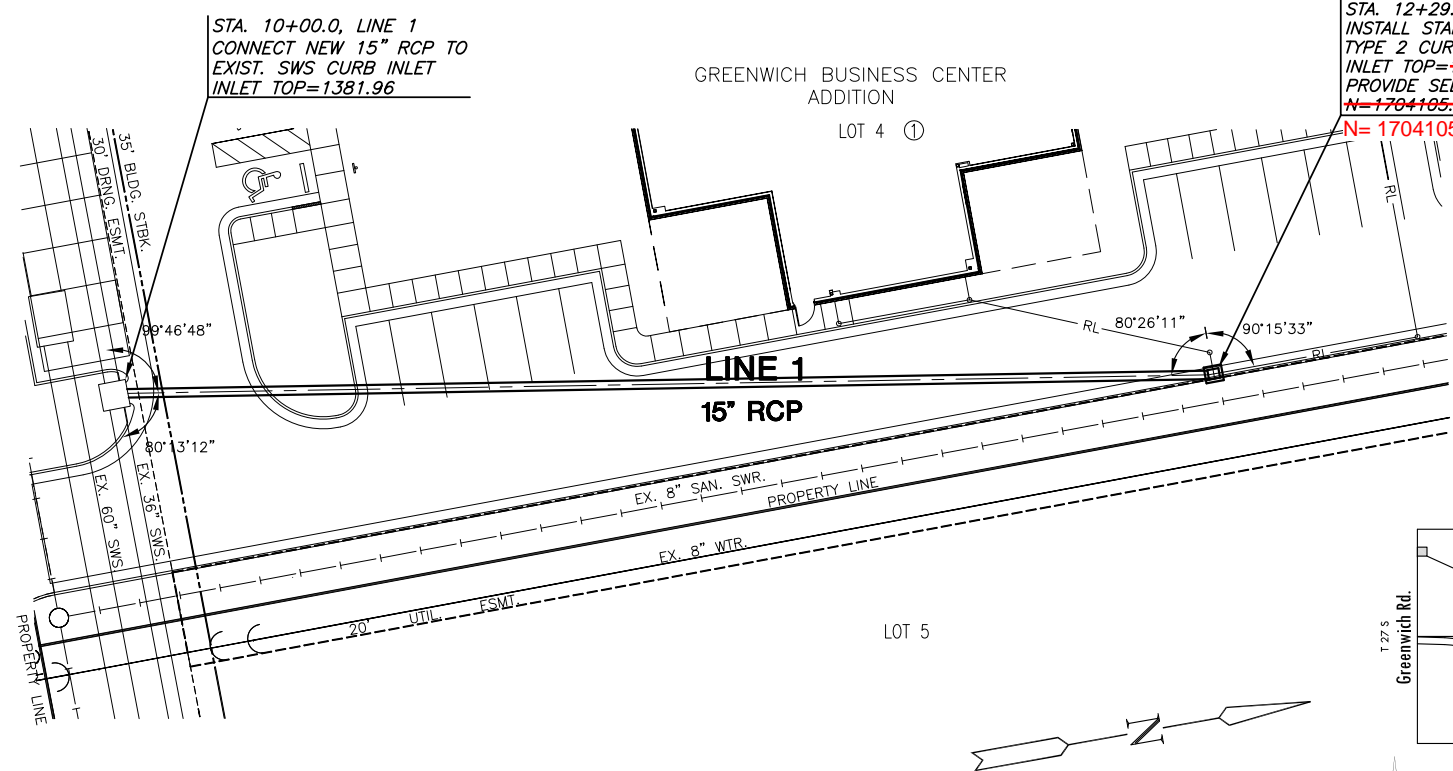 STA. 10+00.0, LINE 1
CONNECT NEW 15" RCP TO
EXIST. SWS CURB INLET
INLET TOP=1381.96
GREENWICH BUSINESS CENTER
ADDITION
LOT 4 1
STA. 12+29.
INSTALL
TYPE 2
INLET TOP=
PROVIDE
N=1704105.
N= 1704105
35' BLDG. STBK.
30' DRNG. ESMT.
RL
99°46'48"
RL
80°26'11"
90°15'33"
RL
LINE 1
15" RCP
80°13'12"
EX. 60" SWS
EX. 36" SWS.
EX. 8" SAN. SWR.
PROPERTY LINE
EX. 8" WTR.
20' UTIL. ESMT.
PROPERTY LINE
LOT 5
N
T 27 S
Greenwich Rd.